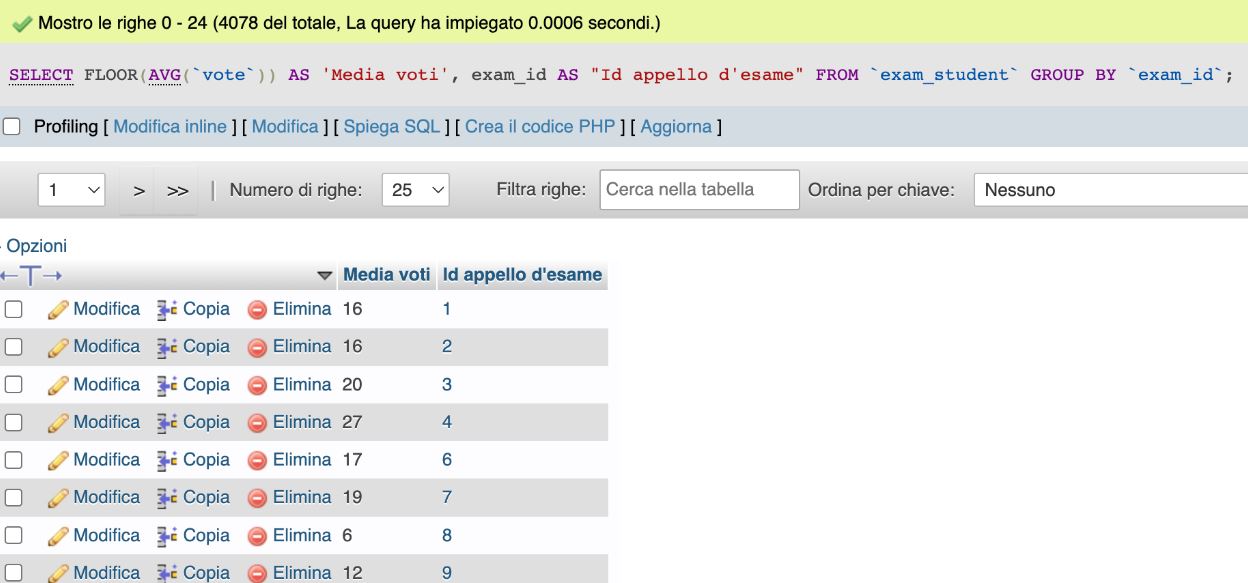 Mostro le righe 0 - 24 (4078 del totale, La query ha impiegato 0.0006 secondi.)
SELECT FLOOR(AVG(`vote`)) AS 'Media voti', exam_id AS "Id appello d'esame" FROM `exam_student` GROUP BY `exam_id`;
Profiling [ Modifica inline ] [ Modifica ] [ Spiega SQL ] [ Crea il codice PHP ] [ Aggiorna ]
1 > >> | Numero di righe: 25 Filtra righe: Cerca nella tabella Ordina per chiave: Nessuno
Opzioni
←T→ Media voti Id appello d'esame
Modifica Copia Elimina 16 1
Modifica Copia Elimina 16 2
Modifica Copia Elimina 20 3
Modifica Copia Elimina 27 4
Modifica Copia Elimina 17 6
Modifica Copia Elimina 19 7
Modifica Copia Elimina 6 8
Modifica Copia Elimina 12 9